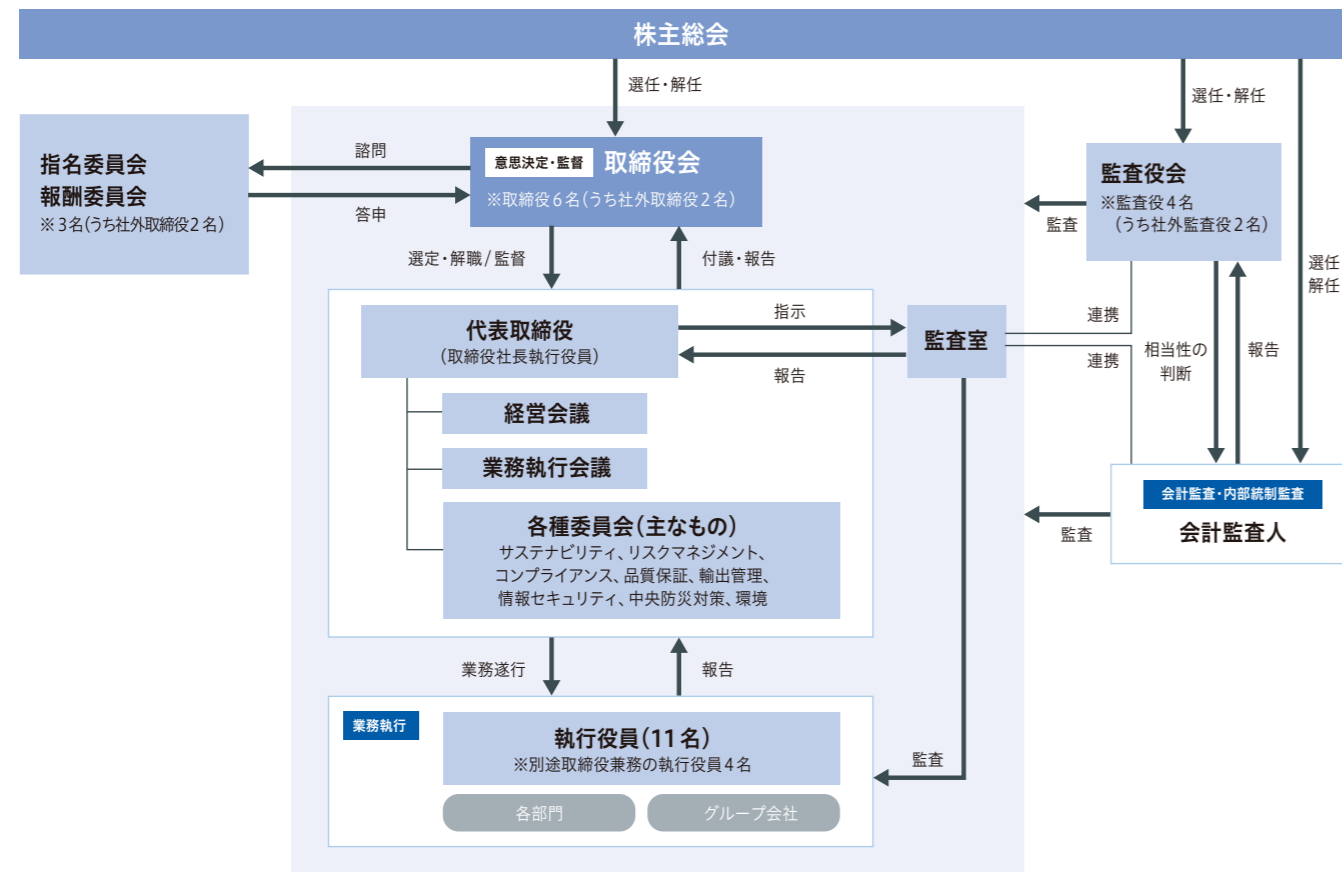 株主総会
選任・解任
選任・解任
選任
解任
指名委員会
報酬委員会
※3名(うち社外取締役2名)
諮問
答申
意思決定・監督
取締役会
※取締役6名(うち社外取締役2名)
監査役会
※監査役4名
(うち社外監査役2名)
監査
選定・解職/監督
付議・報告
代表取締役
(取締役社長執行役員)
指示
報告
監査室
連携
連携
相当性の
判断
報告
経営会議
業務執行会議
各種委員会(主なもの)
サステナビリティ、リスクマネジメント、
コンプライアンス、品質保証、輸出管理、
情報セキュリティ、中央防災対策、環境
会計監査・内部統制監査
会計監査人
監査
業務遂行
報告
業務執行
執行役員(11名)
※別途取締役兼務の執行役員4名
監査
各部門
グループ会社